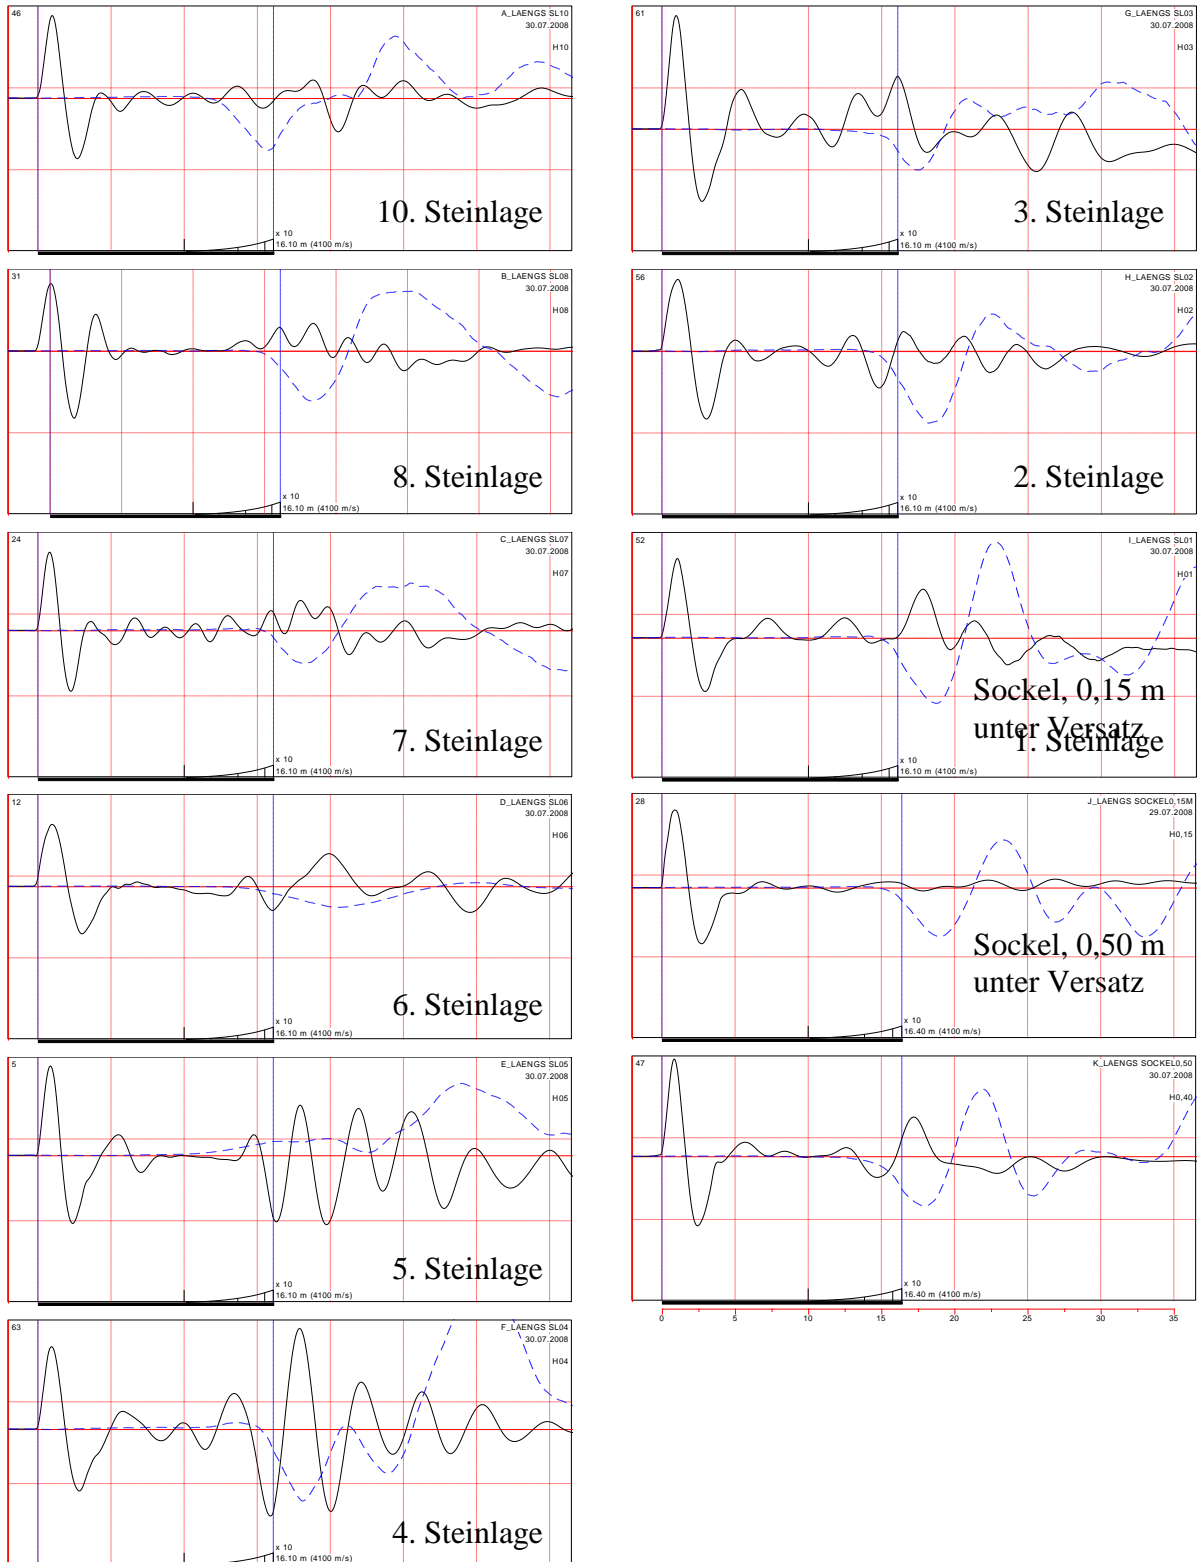 46
A_LAENGS SL10
30.07.2008
H10
10. Steinlage
x 10
16.10 m (4100 m/s)
31
B_LAENGS SL08
30.07.2008
H08
8. Steinlage
x 10
16.10 m (4100 m/s)
24
C_LAENGS SL07
30.07.2008
H07
7. Steinlage
x 10
16.10 m (4100 m/s)
12
D_LAENGS SL06
30.07.2008
H06
6. Steinlage
x 10
16.10 m (4100 m/s)
5
E_LAENGS SL05
30.07.2008
H05
5. Steinlage
x 10
16.10 m (4100 m/s)
63
F_LAENGS SL04
30.07.2008
H04
4. Steinlage
x 10
16.10 m (4100 m/s)
61
G_LAENGS SL03
30.07.2008
H03
3. Steinlage
x 10
16.10 m (4100 m/s)
56
H_LAENGS SL02
30.07.2008
H02
2. Steinlage
x 10
16.10 m (4100 m/s)
52
I_LAENGS SL01
30.07.2008
H01
Sockel, 0,15 m
unter Versatz
1. Steinlage
x 10
16.10 m (4100 m/s)
28
J_LAENGS SOCKEL0,15M
29.07.2008
H0,15
Sockel, 0,50 m
unter Versatz
x 10
16.40 m (4100 m/s)
47
K_LAENGS SOCKEL0,50
30.07.2008
H0,40
x 10
16.40 m (4100 m/s)
0 5 10 15 20 25 30 35